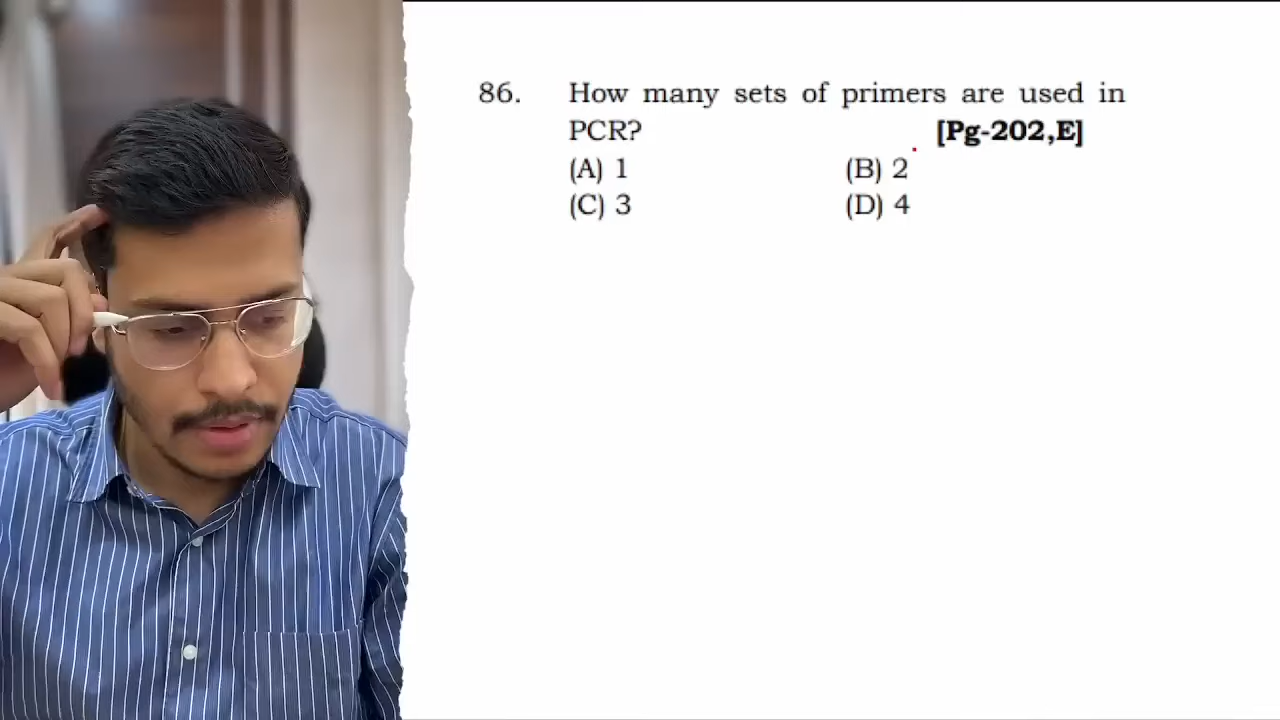 86. How many sets of primers are used in
PCR? [Pg-202,E]
(A) 1 (B) 2
(C) 3 (D) 4